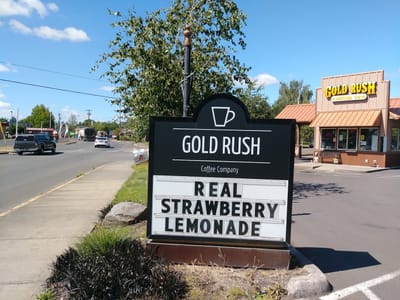 GOLD RUSH
Coffee Company
REAL
STRAWBERRY
LEMONADE
GOLD RUSH